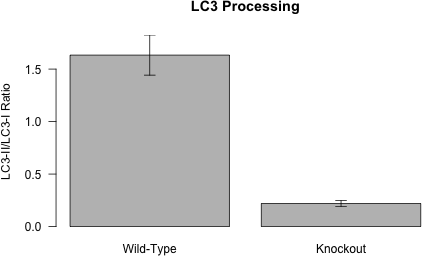 LC3 Processing
LC3-II/LC3-I Ratio
1.5
1.0
0.5
0.0
Wild-Type
Knockout